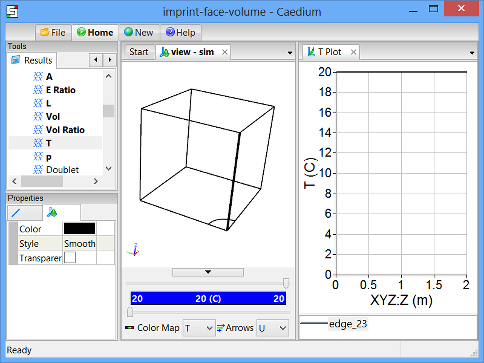 imprint-face-volume - Caedium
File Home New Help
Tools
Results
A
E Ratio
L
Vol
Vol Ratio
T
p
Doublet
Properties
Color
Style Smooth
Transparer
Start view - sim
20 20 (C) 20
Color Map T Arrows U
T Plot
T (C)
20
18
16
14
12
10
8
6
4
2
0
0 0.5 1 1.5 2
XYZ:Z (m)
edge_23
Ready